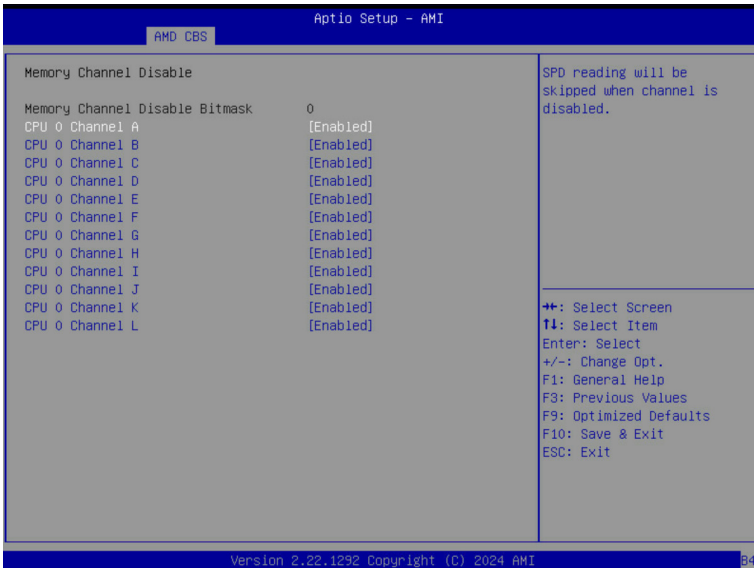 Aptio Setup – AMI
AMD CBS
Memory Channel Disable
Memory Channel Disable Bitmask 0
CPU 0 Channel A [Enabled]
CPU 0 Channel B [Enabled]
CPU 0 Channel C [Enabled]
CPU 0 Channel D [Enabled]
CPU 0 Channel E [Enabled]
CPU 0 Channel F [Enabled]
CPU 0 Channel G [Enabled]
CPU 0 Channel H [Enabled]
CPU 0 Channel I [Enabled]
CPU 0 Channel J [Enabled]
CPU 0 Channel K [Enabled]
CPU 0 Channel L [Enabled]
SPD reading will be
skipped when channel is
disabled.
→←: Select Screen
↑↓: Select Item
Enter: Select
+/-: Change Opt.
F1: General Help
F3: Previous Values
F9: Optimized Defaults
F10: Save & Exit
ESC: Exit
Version 2.22.1292 Copyright (C) 2024 AMI
B4